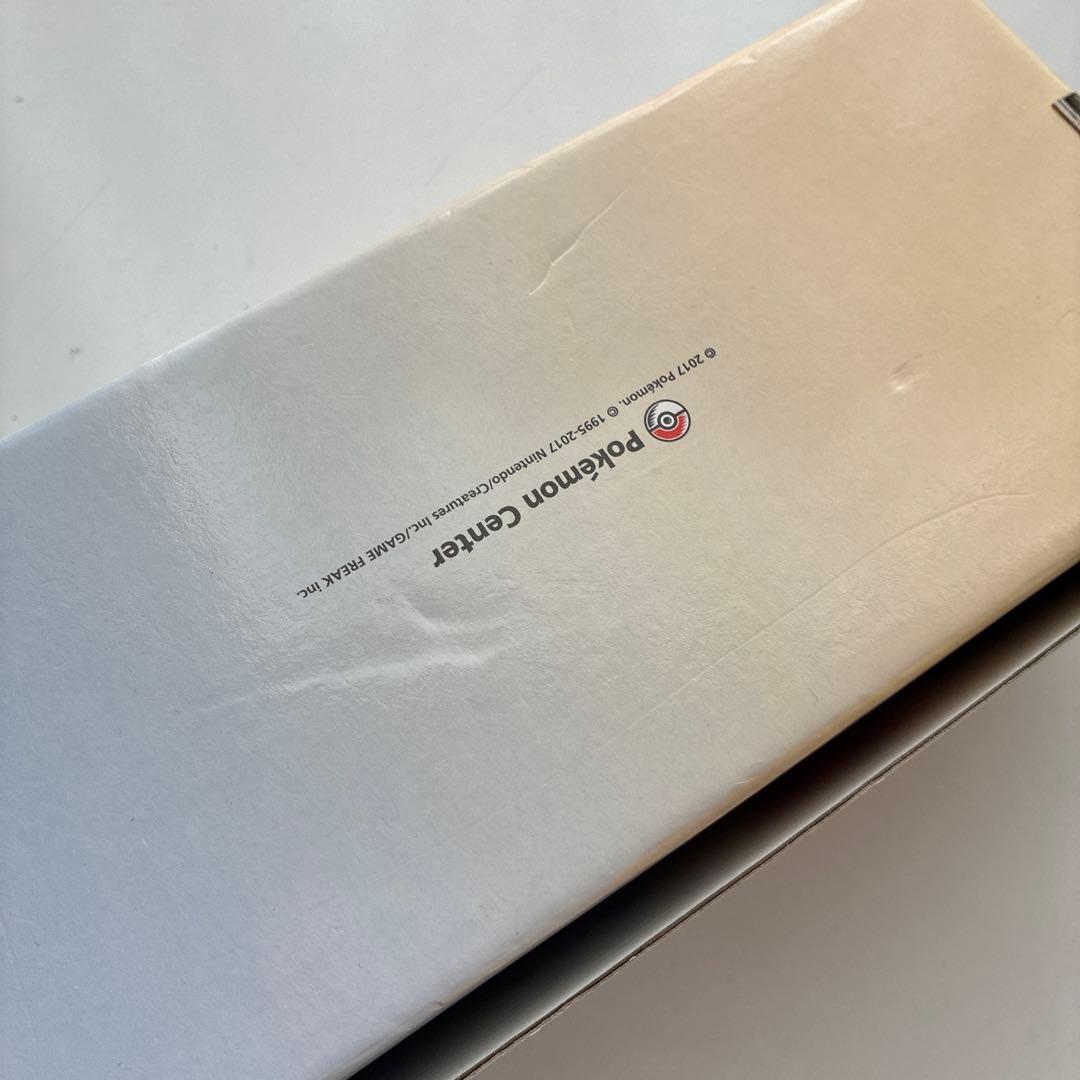 Pokémon Center
© 2017 Pokémon. © 1995-2017 Nintendo/Creatures Inc./GAME FREAK inc.